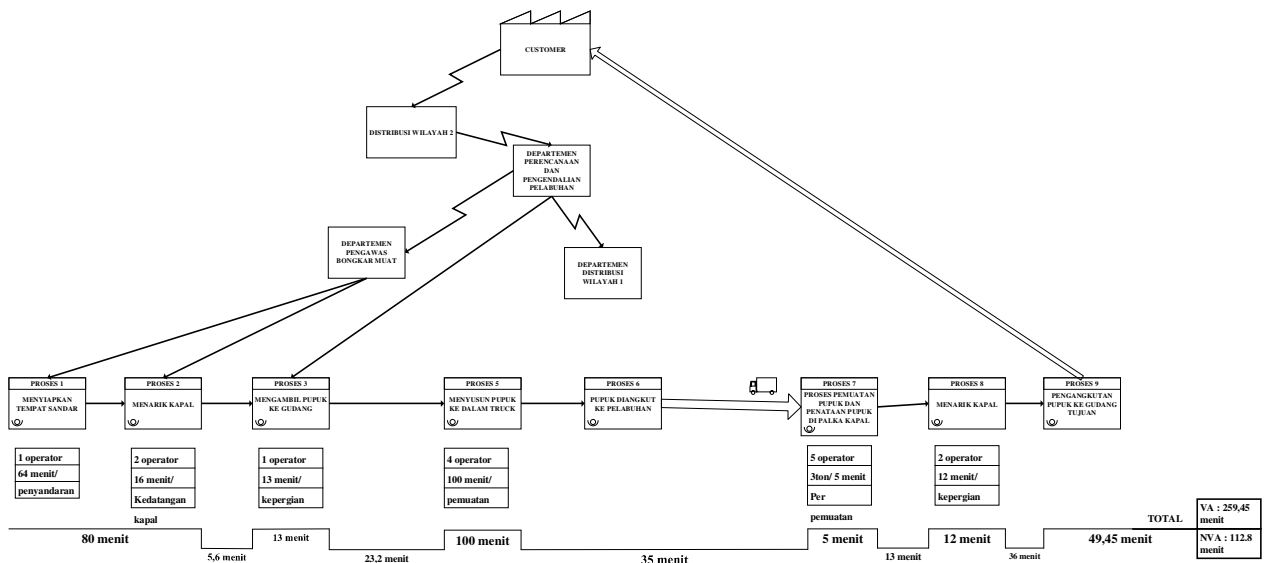 CUSTOMER
DISTRIBUSI WILAYAH 2
DEPARTEMEN
PERENCANAAN
DAN
PENGENDALIAN
PELABUHAN
DEPARTEMEN
PENGAWAS
BONGKAR MUAT
DEPARTEMEN
DISTRIBUSI
WILAYAH 1
PROSES 1
MENYIAPKAN
TEMPAT SANDAR
PROSES 2
MENARIK KAPAL
PROSES 3
MENGAMBIL PUPUK
KE GUDANG
PROSES 5
MENYUSUN PUPUK
KE DALAM TRUCK
PROSES 6
PUPUK DIANGKUT
KE PELABUHAN
PROSES 7
PROSES PEMUATAN
PUPUK DAN
PENATAAN PUPUK
DI PALKA KAPAL
PROSES 8
MENARIK KAPAL
PROSES 9
PENGANGKUTAN
PUPUK KE GUDANG
TUJUAN
1 operator
64 menit/
penyandaran
2 operator
16 menit/
Kedatangan
kapal
1 operator
13 menit/
kepergian
4 operator
100 menit/
pemuatan
5 operator
3ton/ 5 menit
Per
pemuatan
2 operator
12 menit/
kepergian
80 menit
5,6 menit
13 menit
23,2 menit
100 menit
35 menit
5 menit
13 menit
12 menit
36 menit
49,45 menit
TOTAL
VA : 259,45
menit
NVA : 112.8
menit